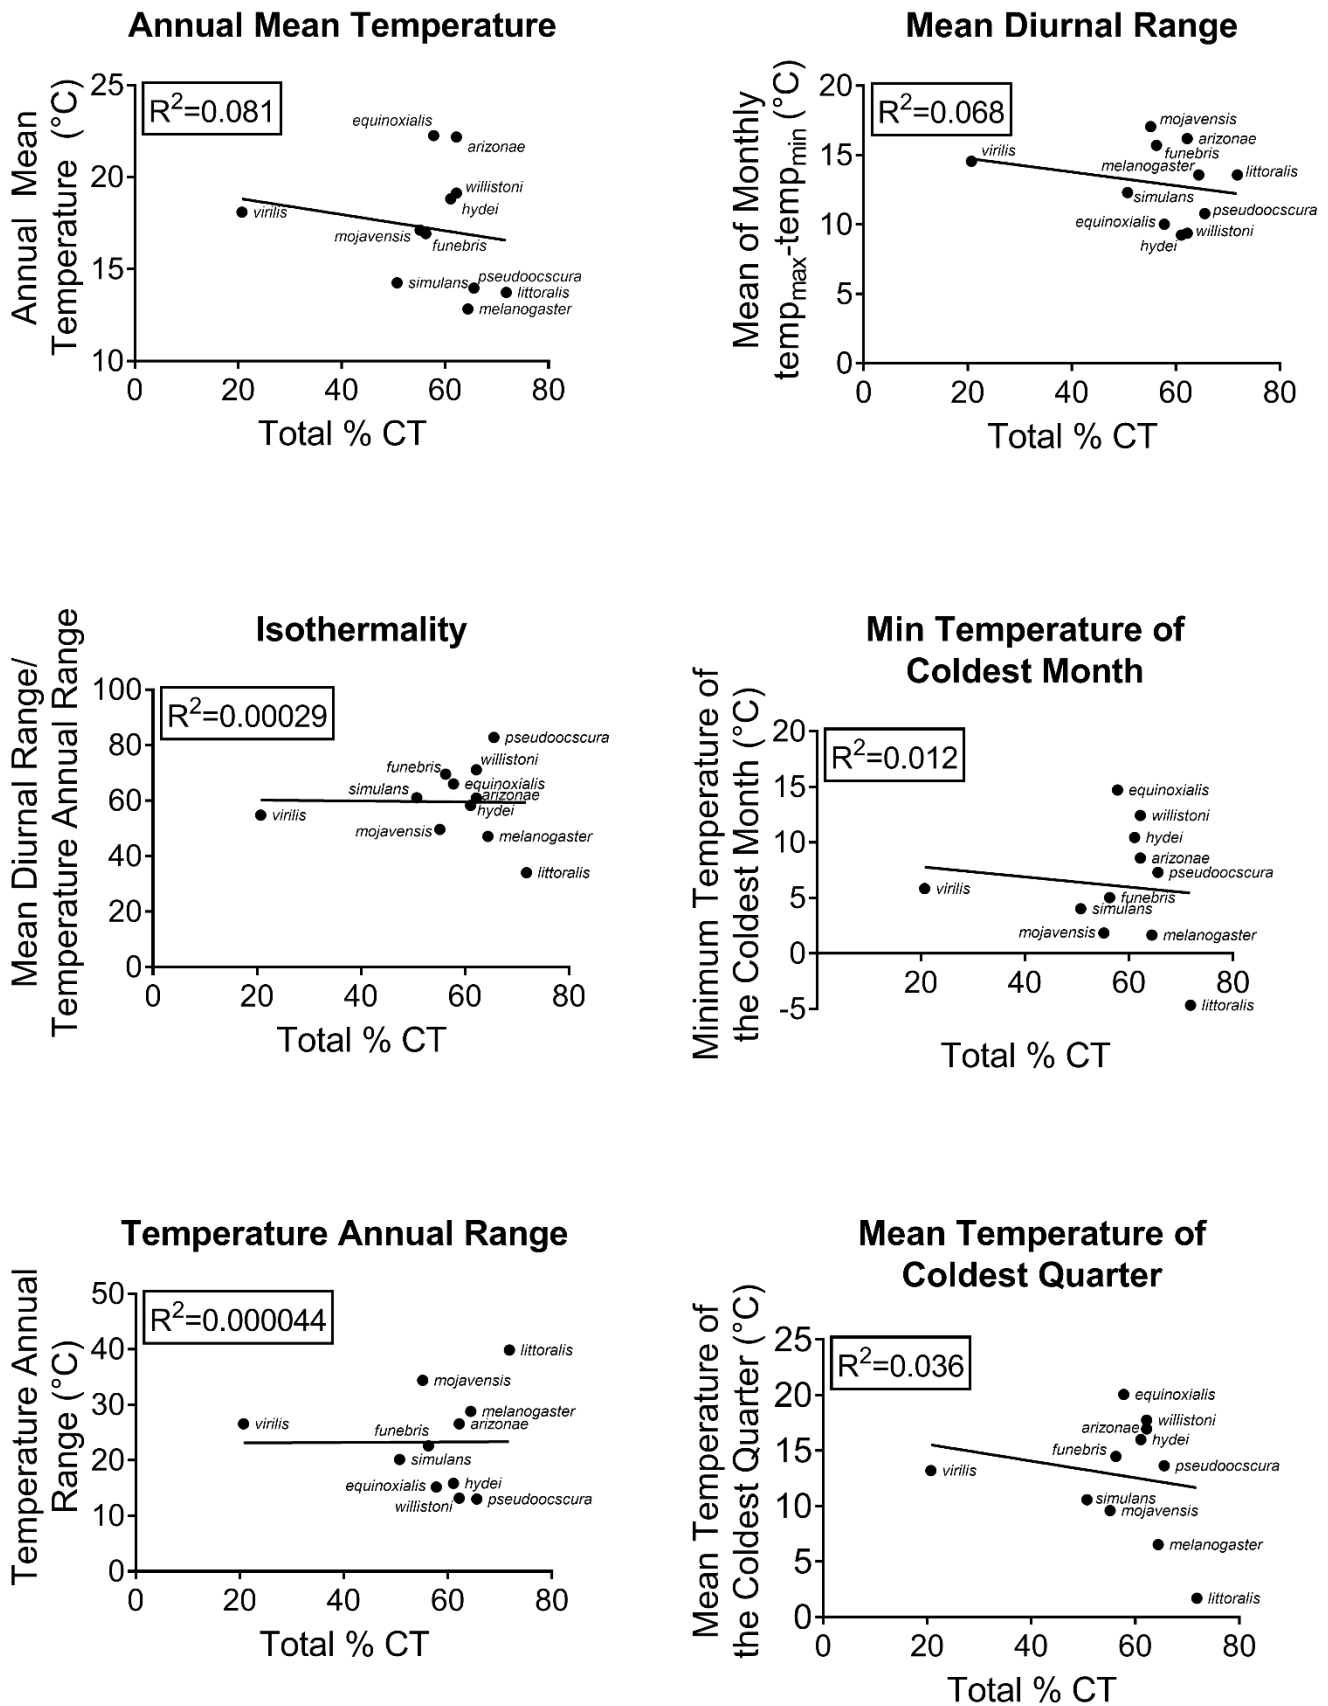 Annual Mean Temperature
Annual Mean
Temperature (°C)
R²=0.081
25
20
15
10
equinoxialis
arizonae
willistoni
hydei
virilis
mojavensis
funebris
simulans
pseudoocscura
littoralis
melanogaster
0 20 40 60 80
Total % CT
Mean Diurnal Range
Mean of Monthly
tempmax-tempmin (°C)
R²=0.068
20
15
10
5
0
mojavensis
arizonae
virilis
funebris
melanogaster
littoralis
simulans
pseudoocscura
equinoxialis
willistoni
hydei
0 20 40 60 80
Total % CT
Isothermality
Mean Diurnal Range/
Temperature Annual Range
R²=0.00029
100
80
60
40
20
0
pseudoocscura
willistoni
funebris
equinoxialis
simulans
arizonae
hydei
virilis
mojavensis
melanogaster
littoralis
0 20 40 60 80
Total % CT
Min Temperature of
Coldest Month
Minimum Temperature of
the Coldest Month (°C)
R²=0.012
20
15
10
5
0
-5
equinoxialis
willistoni
hydei
arizonae
pseudoocscura
virilis
funebris
simulans
mojavensis
melanogaster
littoralis
20 40 60 80
Total % CT
Temperature Annual Range
Temperature Annual
Range (°C)
R²=0.000044
50
40
30
20
10
0
littoralis
mojavensis
melanogaster
virilis
arizonae
funebris
simulans
equinoxialis
hydei
willistoni
pseudoocscura
0 20 40 60 80
Total % CT
Mean Temperature of
Coldest Quarter
Mean Temperature of
the Coldest Quarter (°C)
R²=0.036
25
20
15
10
5
0
equinoxialis
willistoni
arizonae
hydei
funebris
pseudoocscura
virilis
simulans
mojavensis
melanogaster
littoralis
0 20 40 60 80
Total % CT